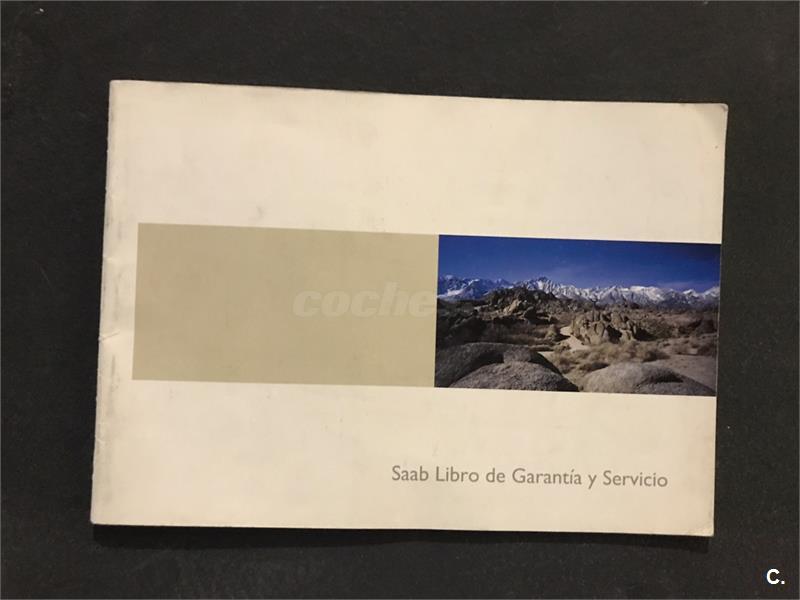 coche
Saab Libro de Garantía y Servicio
C.